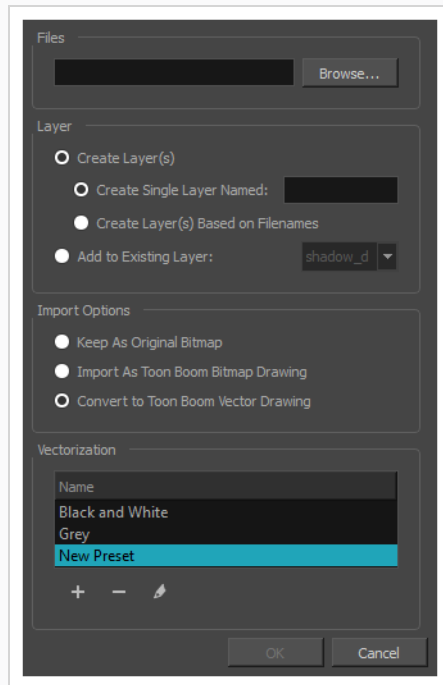 Files
Browse...
Layer
Create Layer(s)
Create Single Layer Named:
Create Layer(s) Based on Filenames
Add to Existing Layer: shadow_d
Import Options
Keep As Original Bitmap
Import As Toon Boom Bitmap Drawing
Convert to Toon Boom Vector Drawing
Vectorization
Name
Black and White
Grey
New Preset
OK Cancel